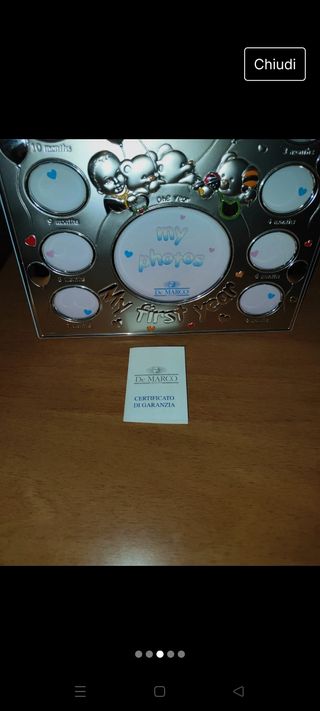 Chiudi
10 months
3 months
One Year
9 months
4 months
my
photos
De MARCO
My first year
De MARCO
CERTIFICATO
DI GARANZIA